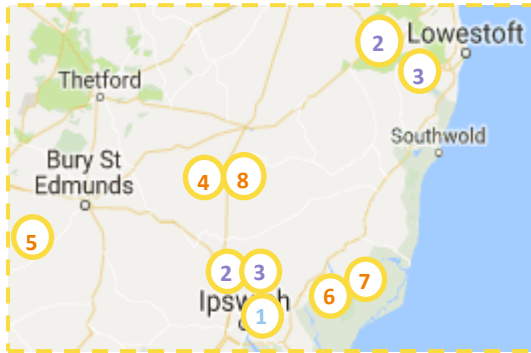 2
Lowestoft
3
Thetford
Southwold
Bury St
Edmunds
4 8
5
2 3
7
6
Ipswich
1